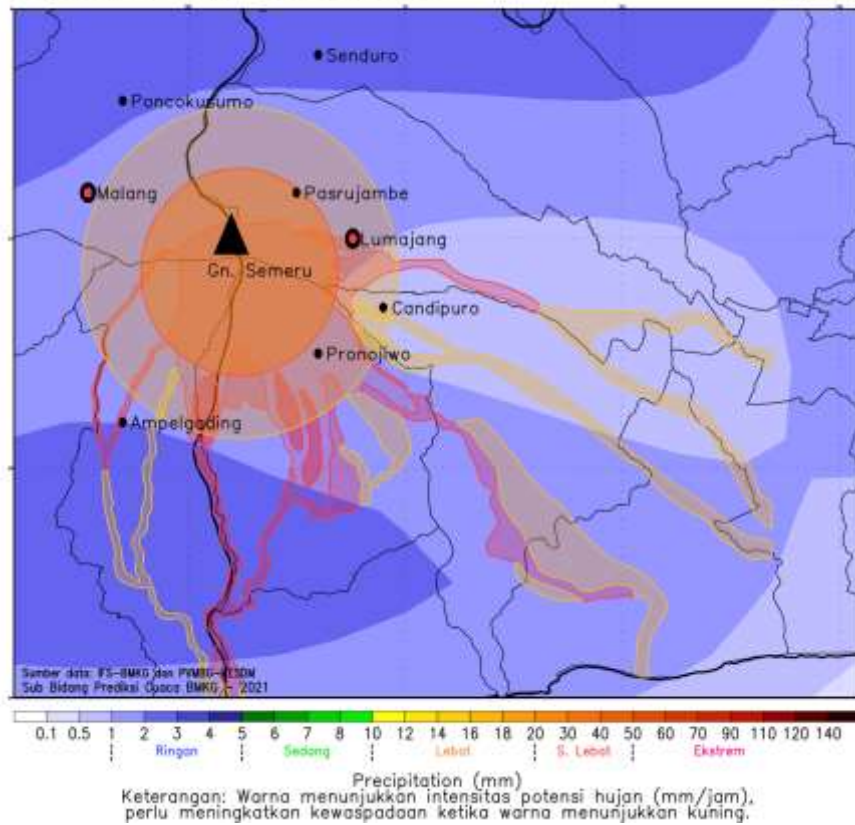 Senduro
Poncokusumo
Malang
Pasrujambe
Lumajang
Gn. Semeru
Candipuro
Pronojiwo
Ampelgading
Sumber data: IFS-BMKG dan PVMBG-KESDM
Sub Bidang Prediksi Cuaca BMKG - 2021
0.1 0.5 1 2 3 4 5 6 7 8 10 12 14 16 18 20 30 40 50 60 70 90 110 120 140
Ringan Sedang Lebat S. Lebat Ekstrem
Precipitation (mm)
Keterangan: Warna menunjukkan intensitas potensi hujan (mm/jam),
perlu meningkatkan kewaspadaan ketika warna menunjukkan kuning.